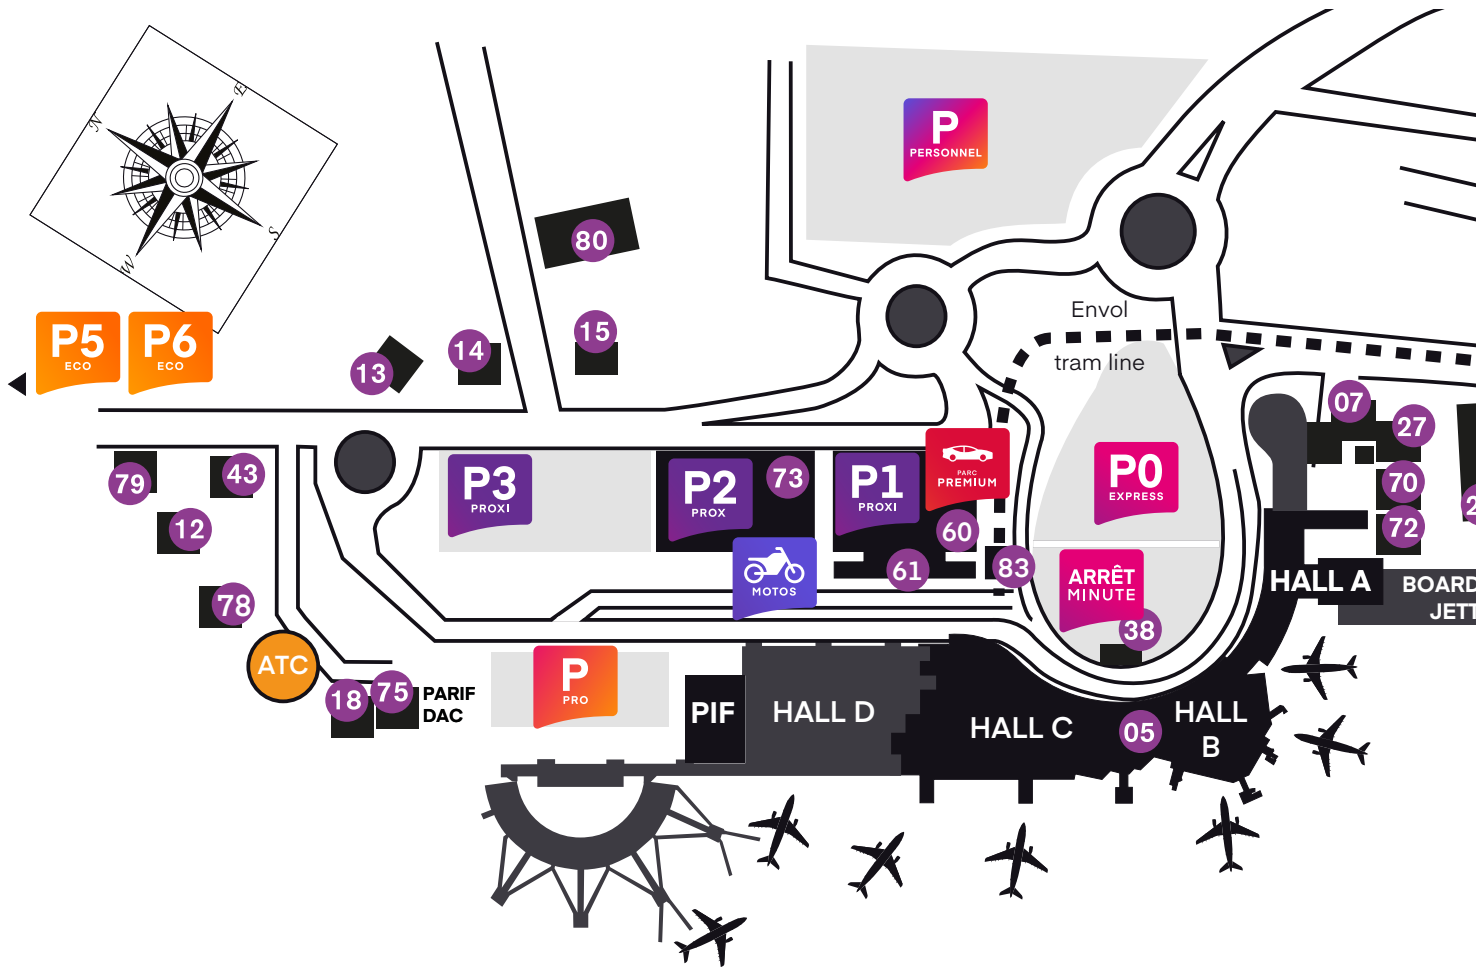 N
E
S
W
P
PERSONNEL
80
Envol
tram line
P5
ECO
P6
ECO
13
14
15
07
27
79
43
P3
PROXI
P2
PROX
73
P1
PROXI
PARC
PREMIUM
P0
EXPRESS
70
72
12
60
61
83
MOTOS
ARRÊT
MINUTE
38
HALL A
BOARD
JETT
78
ATC
18
75
PARIF
DAC
P
PRO
PIF
HALL D
HALL C
05
HALL
B
2